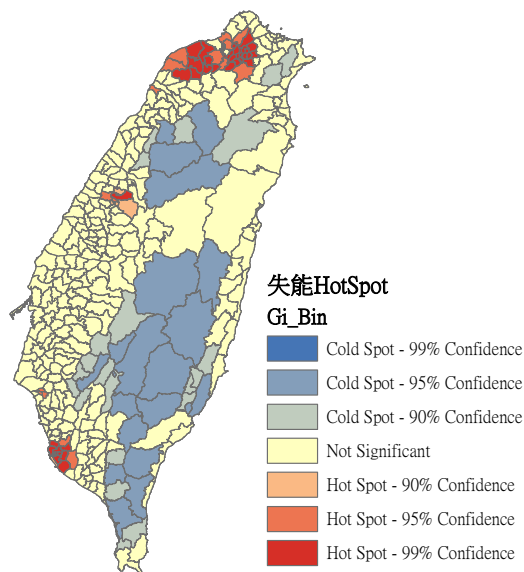 失能HotSpot
Gi_Bin
Cold Spot - 99% Confidence
Cold Spot - 95% Confidence
Cold Spot - 90% Confidence
Not Significant
Hot Spot - 90% Confidence
Hot Spot - 95% Confidence
Hot Spot - 99% Confidence